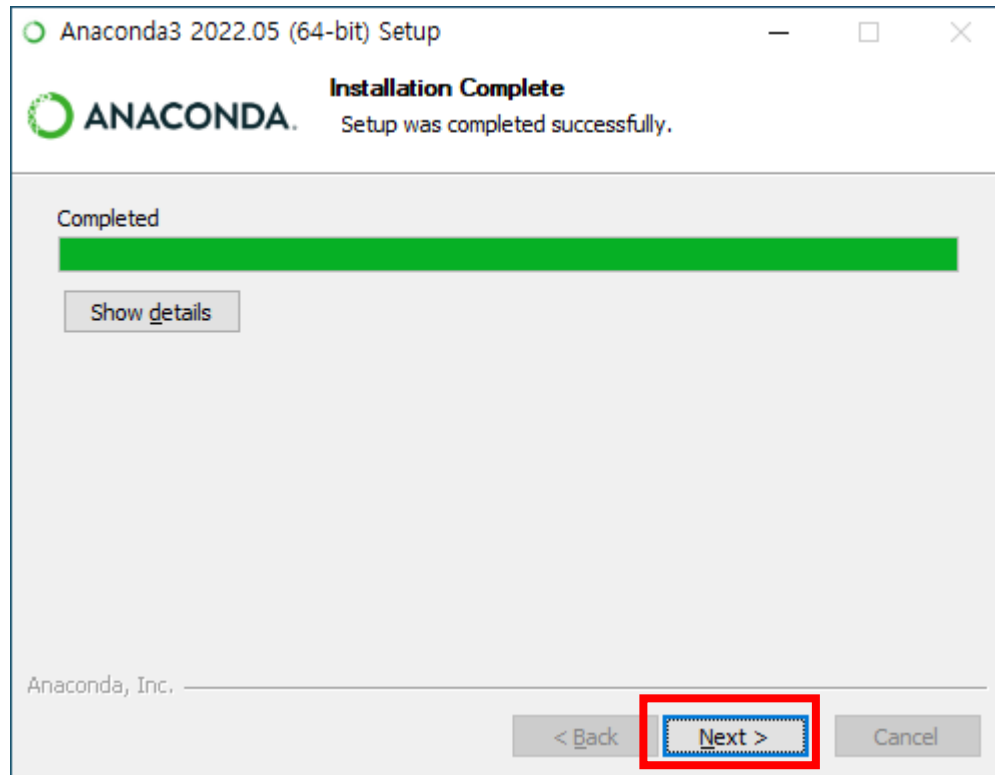 Anaconda3 2022.05 (64-bit) Setup
ANACONDA.
Installation Complete
Setup was completed successfully.
Completed
Show details
Anaconda, Inc.
< Back
Next >
Cancel